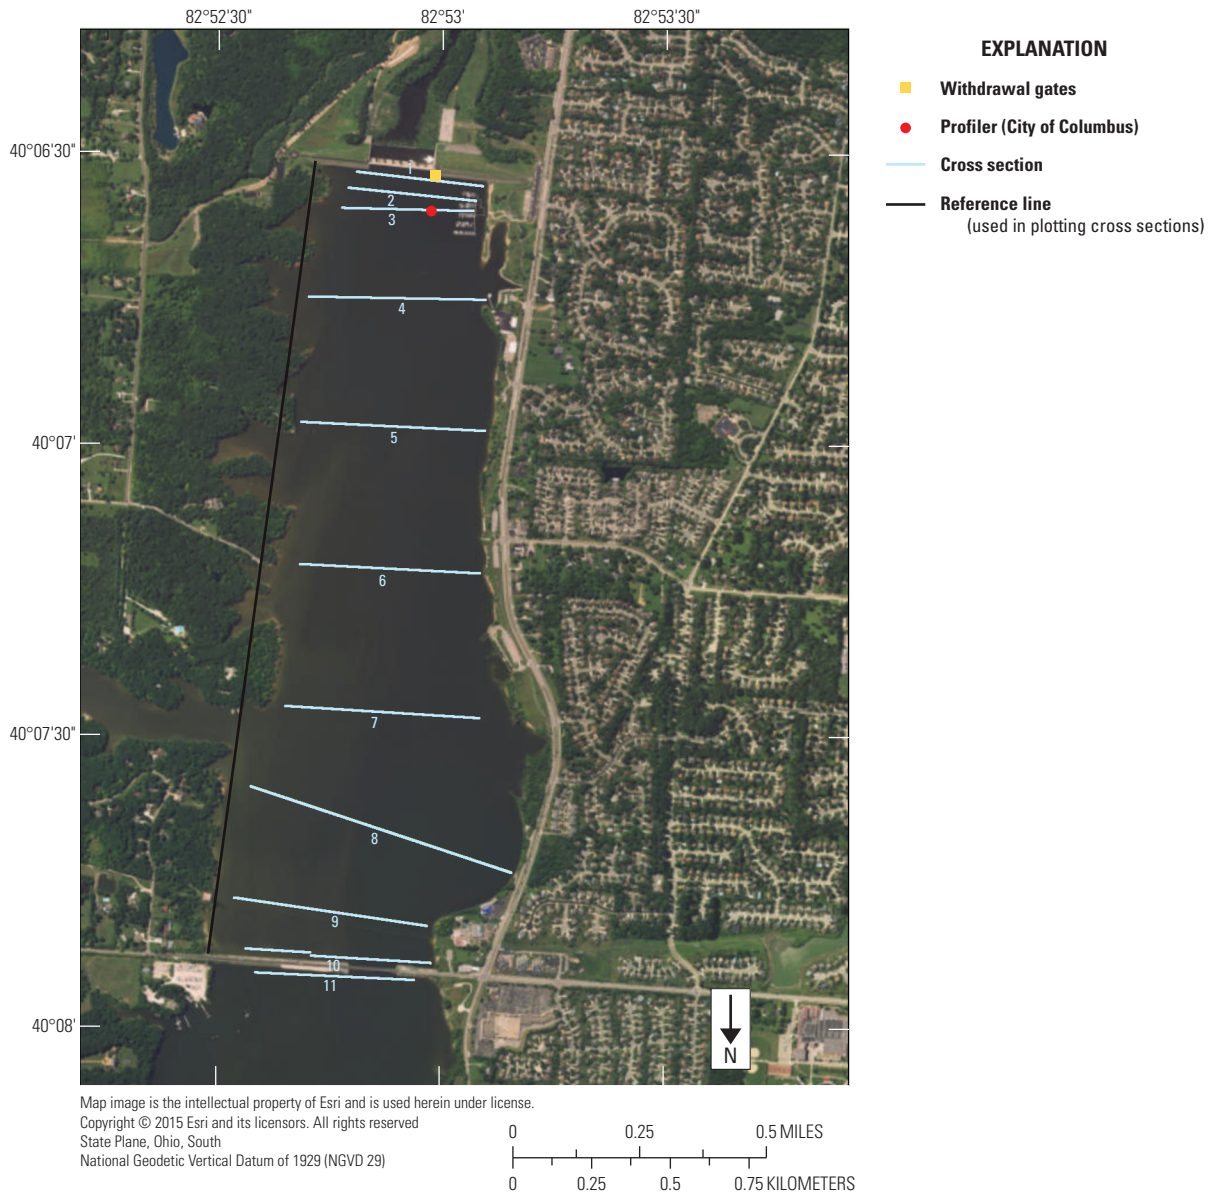 82°52'30"
82°53'
82°53'30"
EXPLANATION
Withdrawal gates
Profiler (City of Columbus)
Cross section
Reference line
(used in plotting cross sections)
40°06'30"
1
2
3
4
40°07'
5
6
7
40°07'30"
8
9
10
11
40°08'
N
Map image is the intellectual property of Esri and is used herein under license.
Copyright © 2015 Esri and its licensors. All rights reserved
State Plane, Ohio, South
National Geodetic Vertical Datum of 1929 (NGVD 29)
0 0.25 0.5 MILES
0 0.25 0.5 0.75 KILOMETERS